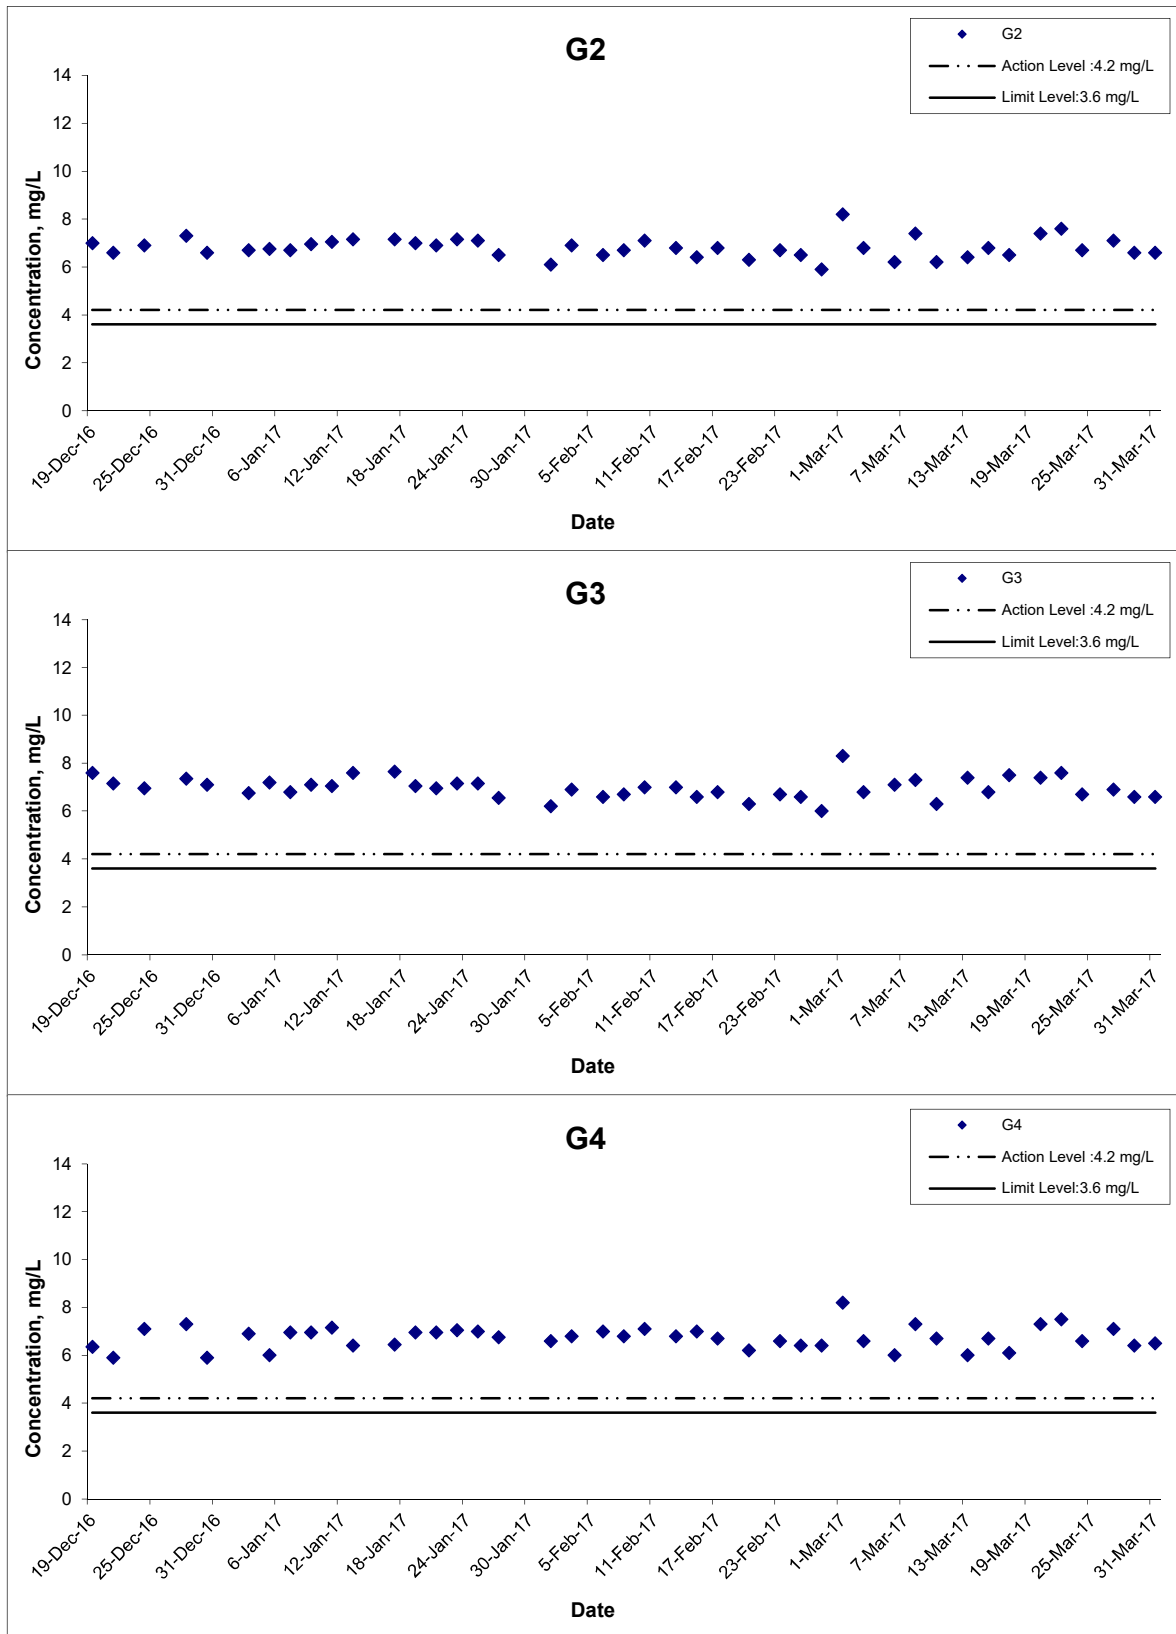 G2
G2
Action Level :4.2 mg/L
Limit Level:3.6 mg/L
14
12
10
8
6
4
2
0
Concentration, mg/L
19-Dec-16
25-Dec-16
31-Dec-16
6-Jan-17
12-Jan-17
18-Jan-17
24-Jan-17
30-Jan-17
5-Feb-17
11-Feb-17
17-Feb-17
23-Feb-17
1-Mar-17
7-Mar-17
13-Mar-17
19-Mar-17
25-Mar-17
31-Mar-17
Date
G3
G3
Action Level :4.2 mg/L
Limit Level:3.6 mg/L
14
12
10
8
6
4
2
0
Concentration, mg/L
19-Dec-16
25-Dec-16
31-Dec-16
6-Jan-17
12-Jan-17
18-Jan-17
24-Jan-17
30-Jan-17
5-Feb-17
11-Feb-17
17-Feb-17
23-Feb-17
1-Mar-17
7-Mar-17
13-Mar-17
19-Mar-17
25-Mar-17
31-Mar-17
Date
G4
G4
Action Level :4.2 mg/L
Limit Level:3.6 mg/L
14
12
10
8
6
4
2
0
Concentration, mg/L
19-Dec-16
25-Dec-16
31-Dec-16
6-Jan-17
12-Jan-17
18-Jan-17
24-Jan-17
30-Jan-17
5-Feb-17
11-Feb-17
17-Feb-17
23-Feb-17
1-Mar-17
7-Mar-17
13-Mar-17
19-Mar-17
25-Mar-17
31-Mar-17
Date